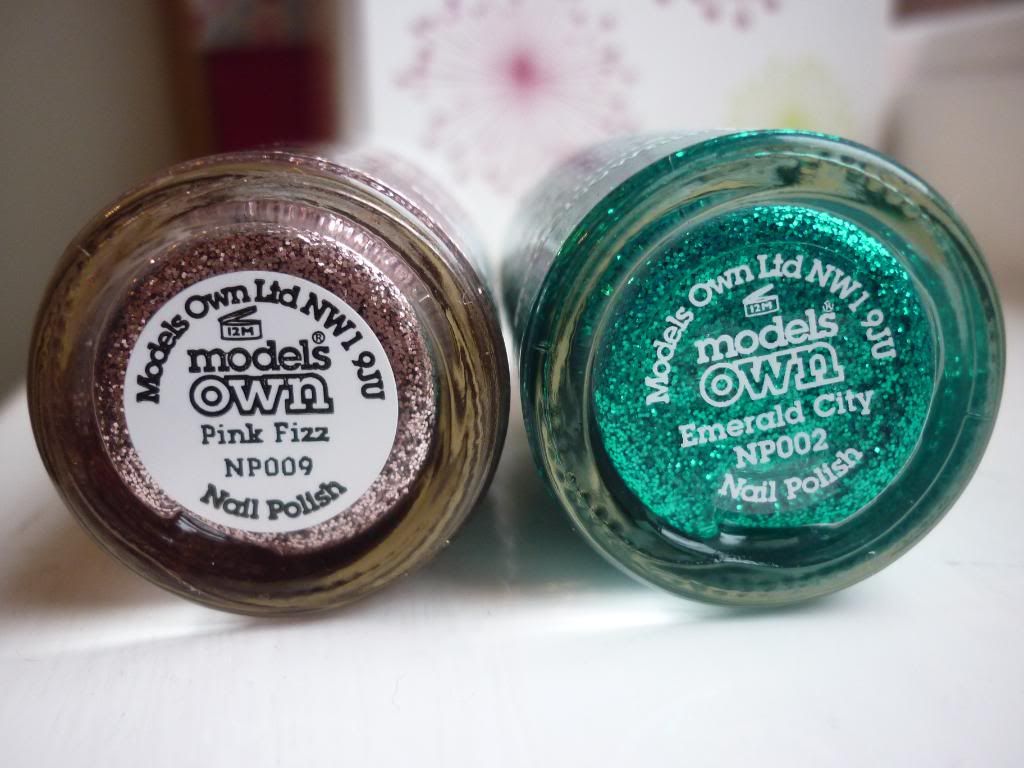 Models Own Ltd NW1 9JU
12M
models®
own
Pink Fizz
NP009
Nail Polish
Models Own Ltd NW1 9JU
12M
models®
own
Emerald City
NP002
Nail Polish